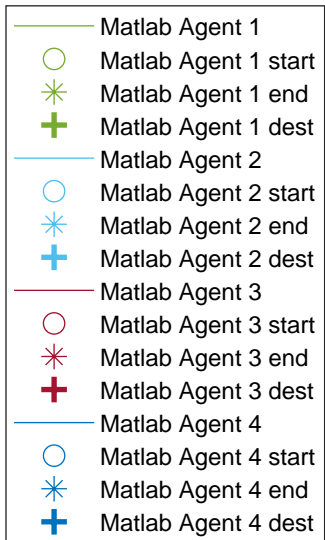 Matlab Agent 1
Matlab Agent 1 start
Matlab Agent 1 end
Matlab Agent 1 dest
Matlab Agent 2
Matlab Agent 2 start
Matlab Agent 2 end
Matlab Agent 2 dest
Matlab Agent 3
Matlab Agent 3 start
Matlab Agent 3 end
Matlab Agent 3 dest
Matlab Agent 4
Matlab Agent 4 start
Matlab Agent 4 end
Matlab Agent 4 dest